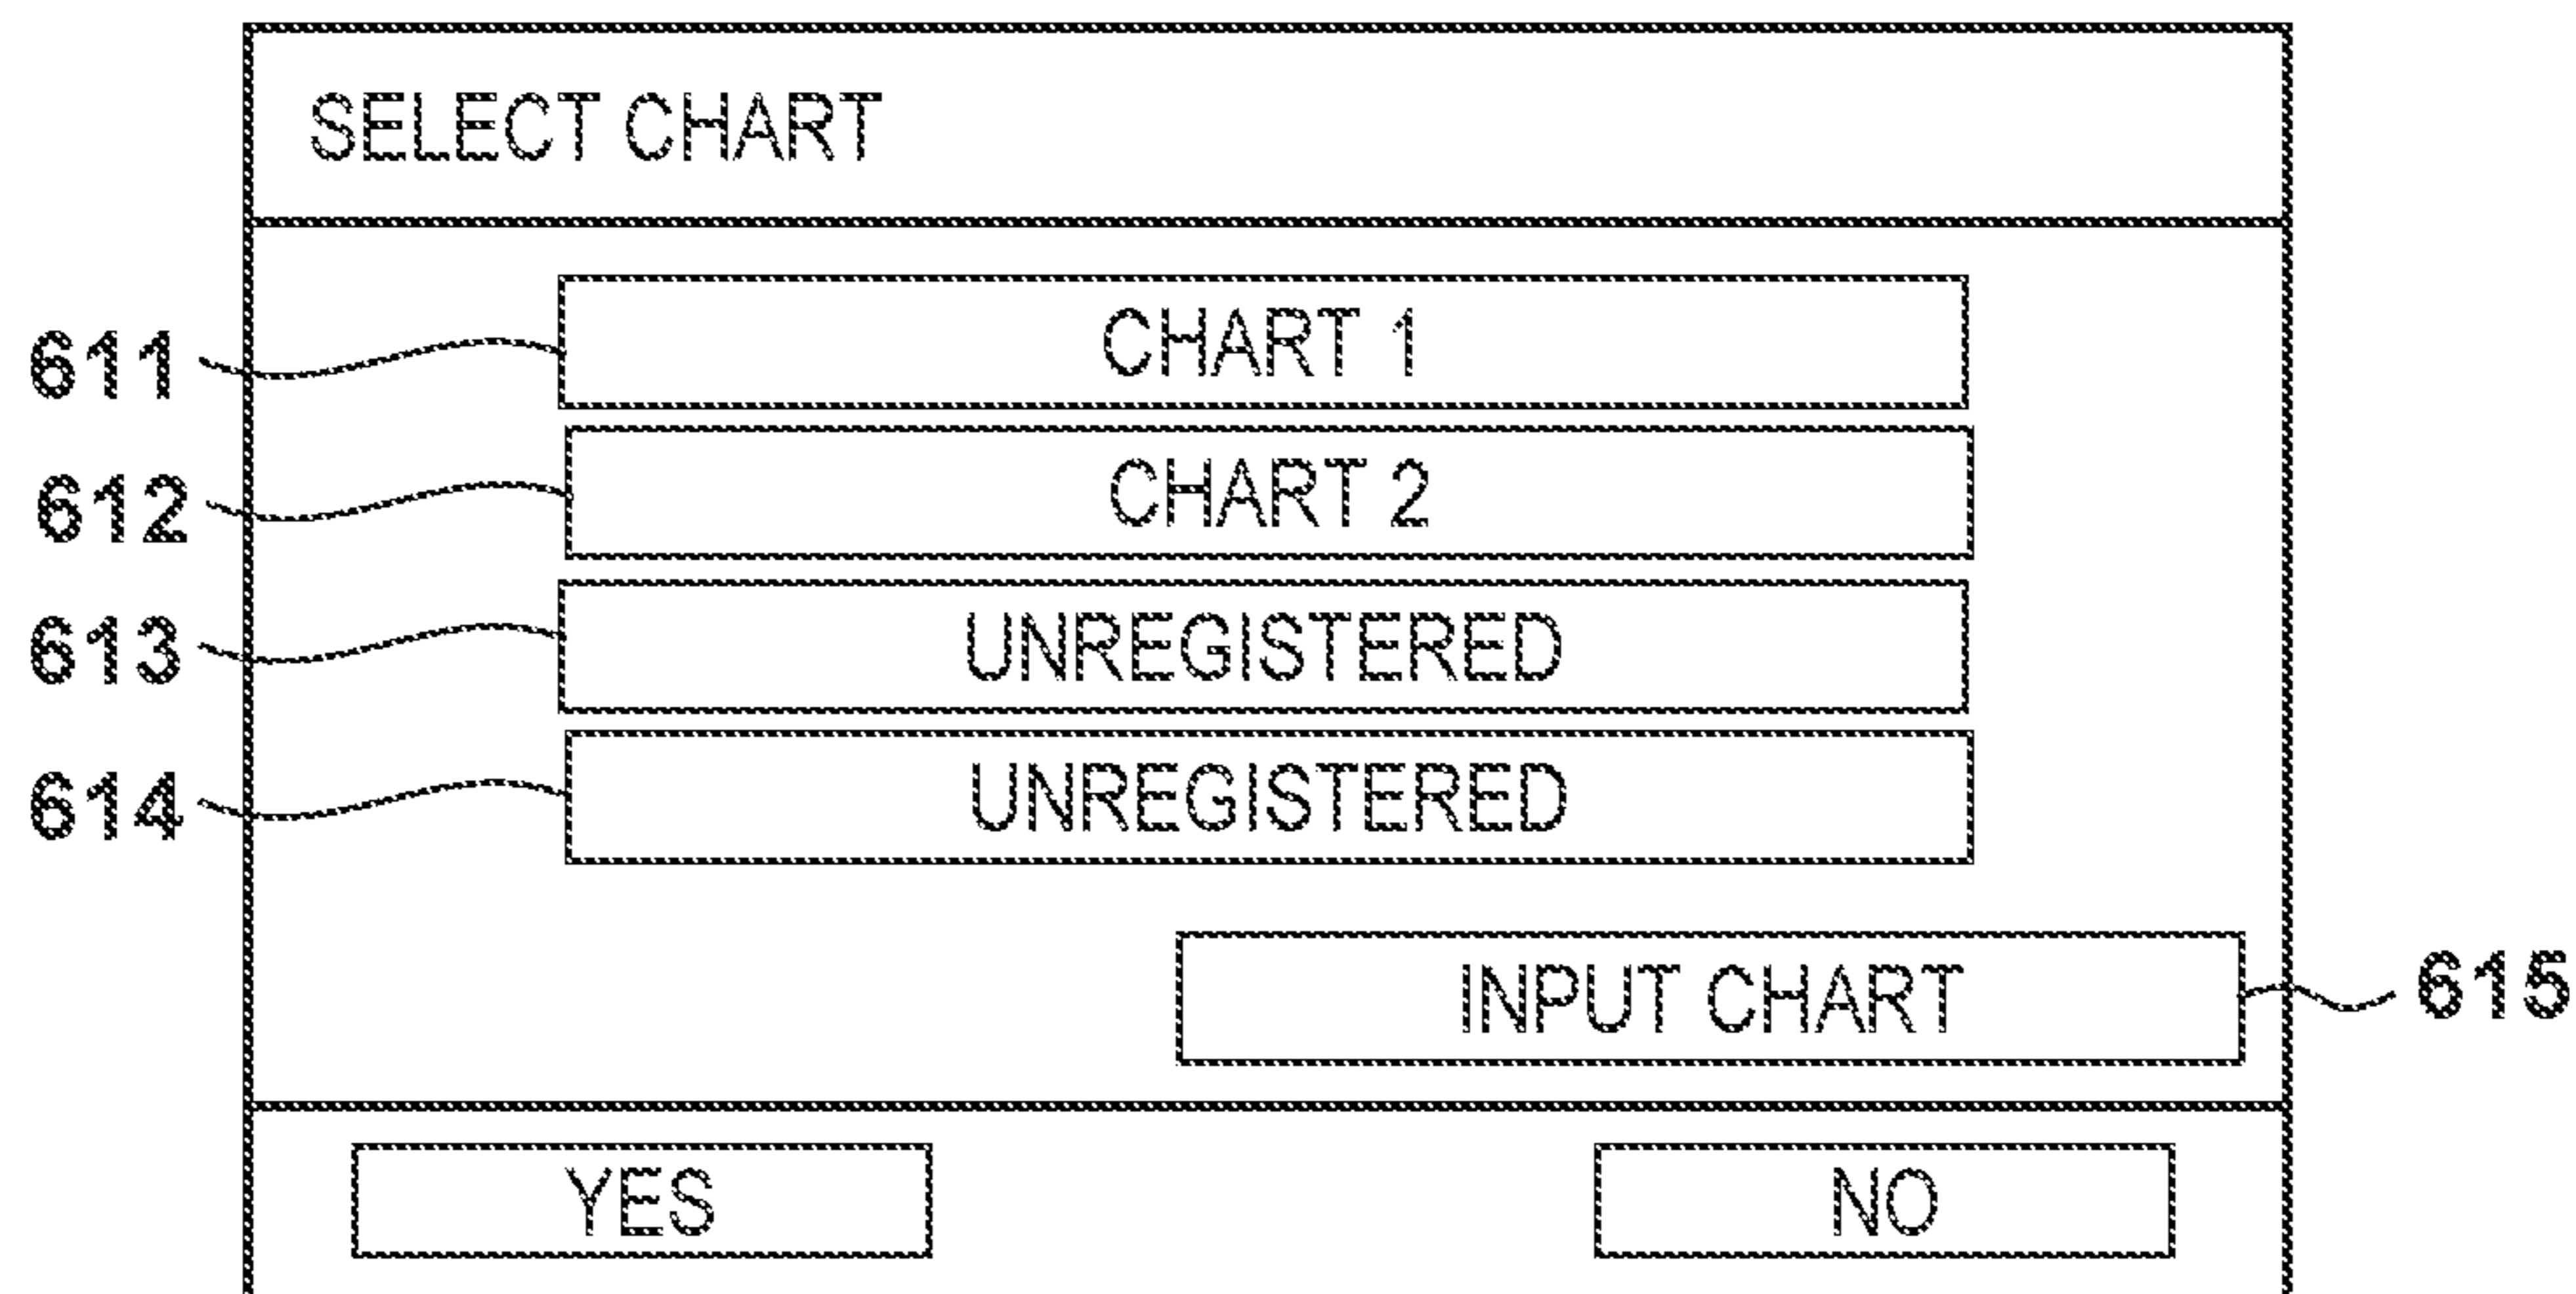 SELECT CHART
611 CHART 1
612 CHART 2
613 UNREGISTERED
614 UNREGISTERED
INPUT CHART 615
YES NO